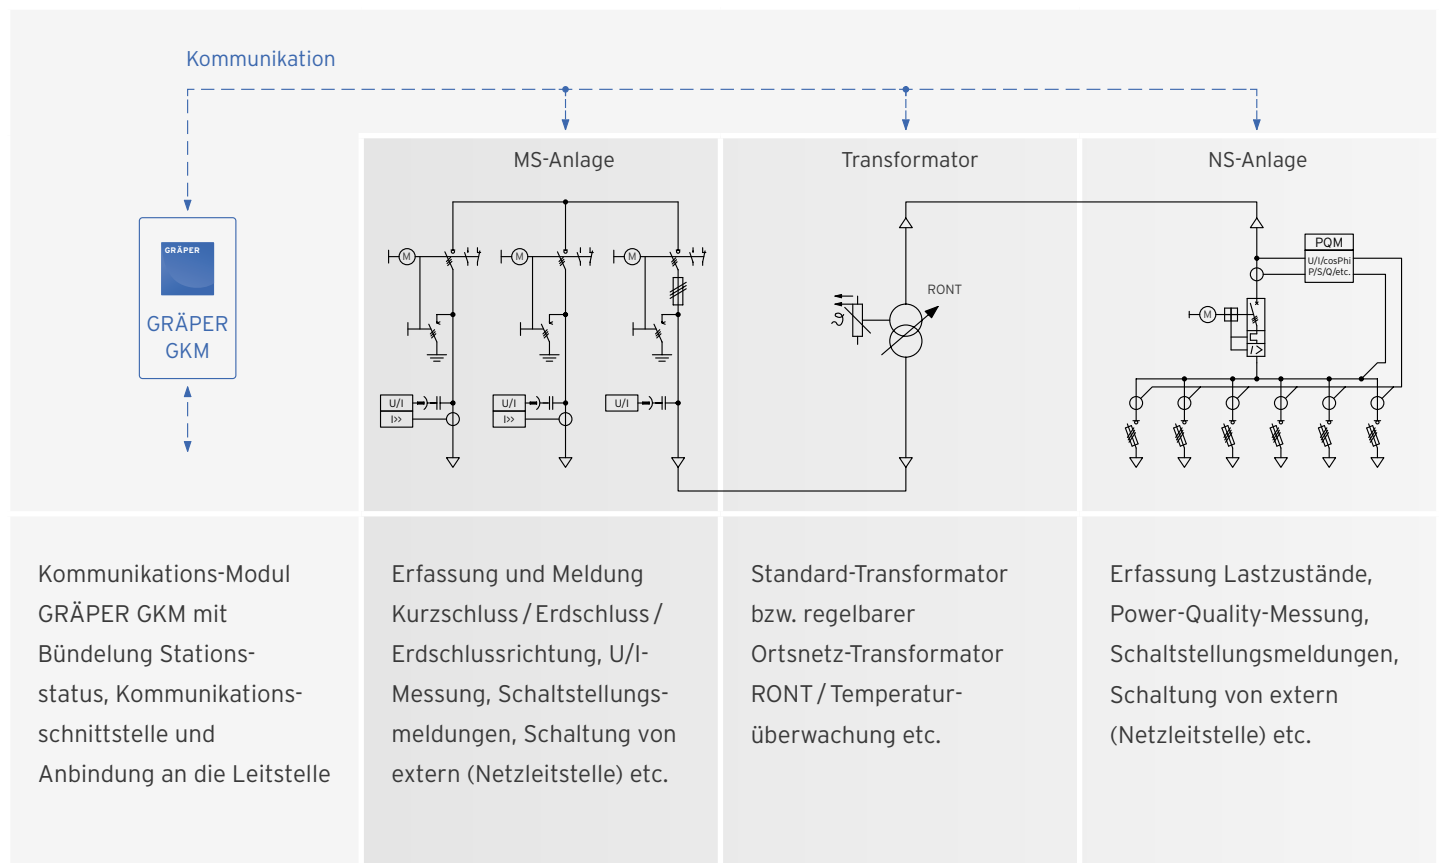 Kommunikation
MS-Anlage
Transformator
NS-Anlage
GRÄPER
GRÄPER
GKM
M
M
M
U/I
I>>
U/I
I>>
U/I
RONT
ϑ
PQM
U/I/cosPhi
P/S/Q/etc.
M
I>
Kommunikations-Modul
GRÄPER GKM mit
Bündelung Stations-
status, Kommunikations-
schnittstelle und
Anbindung an die Leitstelle
Erfassung und Meldung
Kurzschluss / Erdschluss /
Erdschlussrichtung, U/I-
Messung, Schaltstellungs-
meldungen, Schaltung von
extern (Netzleitstelle) etc.
Standard-Transformator
bzw. regelbarer
Ortsnetz-Transformator
RONT / Temperatur-
überwachung etc.
Erfassung Lastzustände,
Power-Quality-Messung,
Schaltstellungsmeldungen,
Schaltung von extern
(Netzleitstelle) etc.